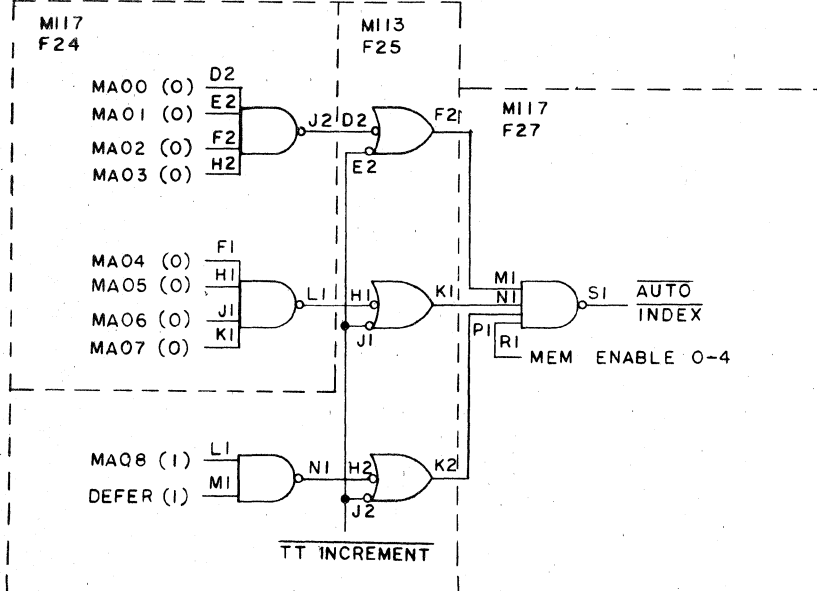 M117
F24
M113
F25
M117
F27
MA00 (0) D2
MA01 (0) E2
MA02 (0) F2
MA03 (0) H2
J2 D2
E2
F2
MA04 (0) F1
MA05 (0) H1
MA06 (0) J1
MA07 (0) K1
L1 H1
J1
K1
M1
N1
P1
R1
S1
AUTO
INDEX
MEM ENABLE 0-4
MA08 (1) L1
DEFER (1) M1
N1 H2
J2
K2
TT INCREMENT